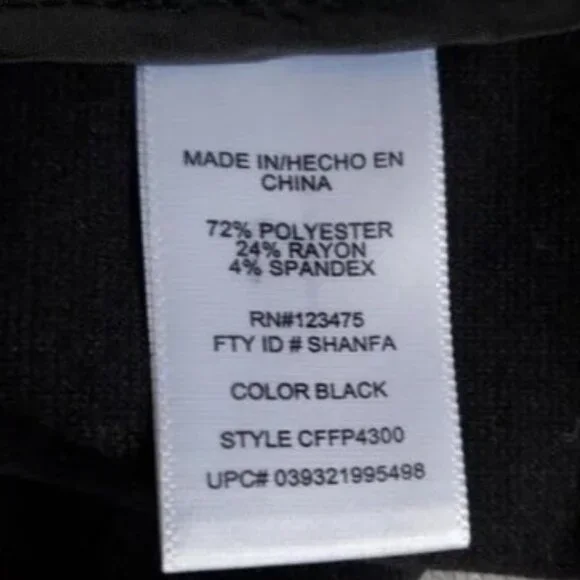 MADE IN/HECHO EN
CHINA
72% POLYESTER
24% RAYON
4% SPANDEX
RN#123475
FTY ID # SHANFA
COLOR BLACK
STYLE CFFP4300
UPC# 039321995498